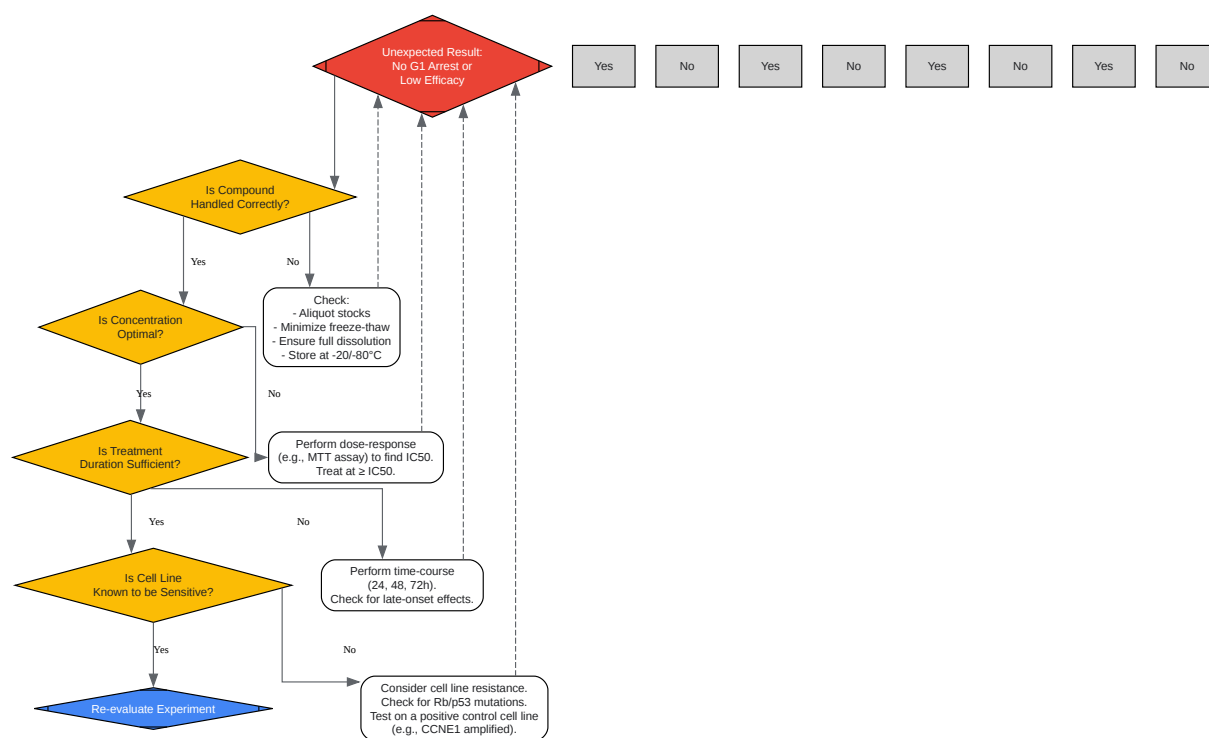 Unexpected Result:
No G1 Arrest or
Low Efficacy
Yes
No
Yes
No
Yes
No
Yes
No
Is Compound
Handled Correctly?
Yes
No
Check:
- Aliquot stocks
- Minimize freeze-thaw
- Ensure full dissolution
- Store at -20/-80°C
Is Concentration
Optimal?
Yes
No
Perform dose-response
(e.g., MTT assay) to find IC50.
Treat at ≥ IC50.
Is Treatment
Duration Sufficient?
Yes
No
Perform time-course
(24, 48, 72h).
Check for late-onset effects.
Is Cell Line
Known to be Sensitive?
Yes
No
Consider cell line resistance.
Check for Rb/p53 mutations.
Test on a positive control cell line
(e.g., CCNE1 amplified).
Re-evaluate Experiment